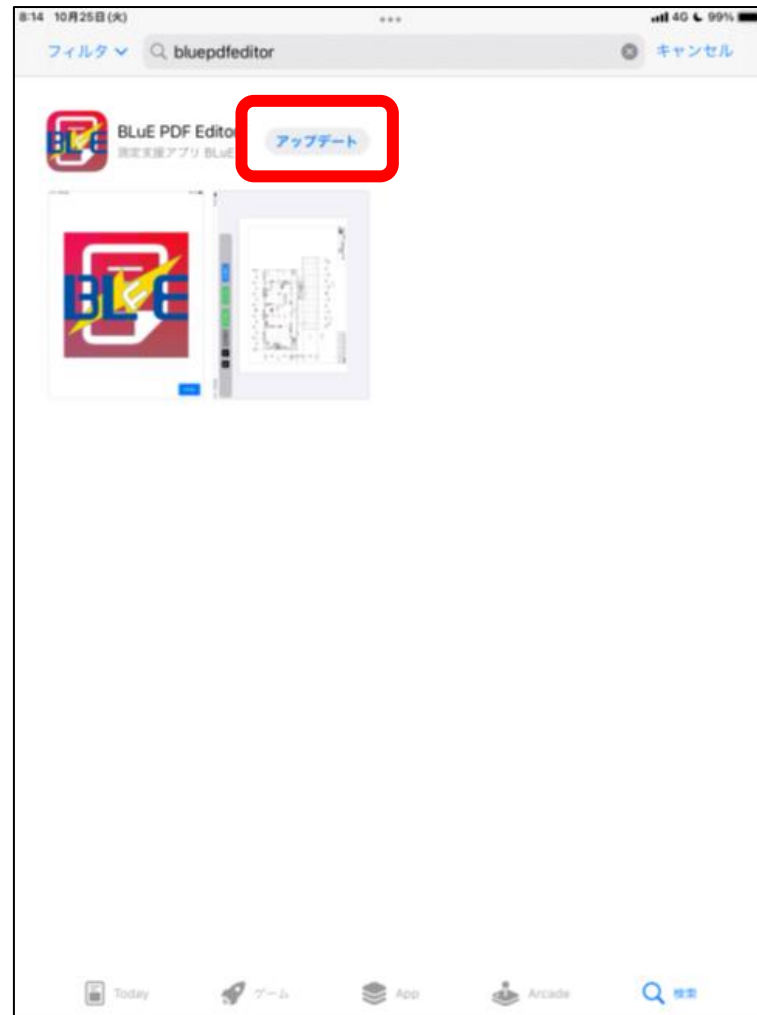 8:14 10月25日(火) 4G 99%
フィルタ bluepdfeditor キャンセル
BLuE PDF Editor アップデート
測定支援アプリ BLuE
BLuE
BLuE
Today ゲーム App Arcade 検索